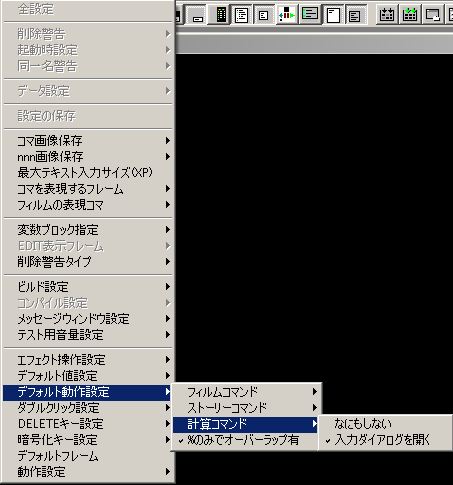 全設定
削除警告
起動時設定
同一名警告
データ設定
設定の保存
コマ画像保存
nnn画像保存
最大テキスト入力サイズ(XP)
コマを表現するフレーム
フィルムの表現コマ
変数ブロック指定
EDIT表示フレーム
削除警告タイプ
ビルド設定
コンパイル設定
メッセージウィンドウ設定
テスト用音量設定
エフェクト操作設定
デフォルト値設定
デフォルト動作設定
ダブルクリック設定
DELETEキー設定
暗号化キー設定
デフォルトフレーム
動作設定
フィルムコマンド
ストーリーコマンド
計算コマンド
%のみでオーバーラップ有
なにもしない
入力ダイアログを開く